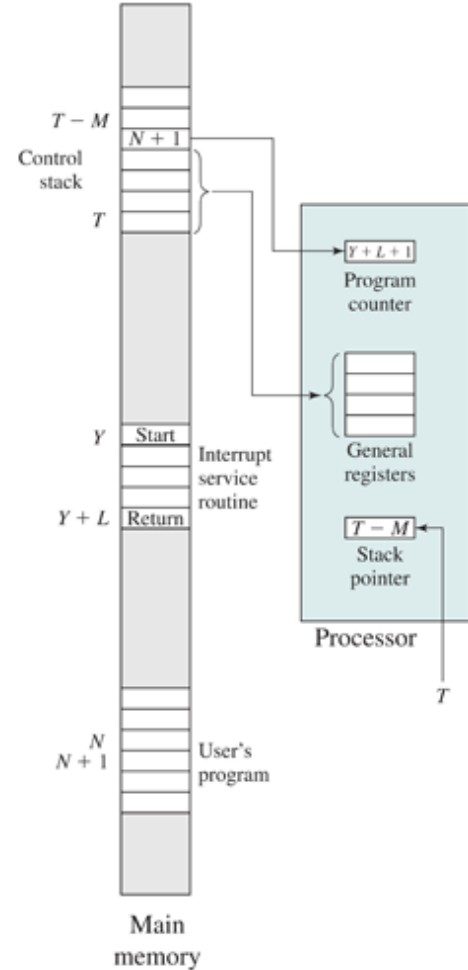 T − M
N + 1
Control
stack
T
Y + L + 1
Program
counter
Y
Start
Interrupt
service
routine
General
registers
Y + L
Return
T − M
Stack
pointer
Processor
T
N
N + 1
User's
program
Main
memory